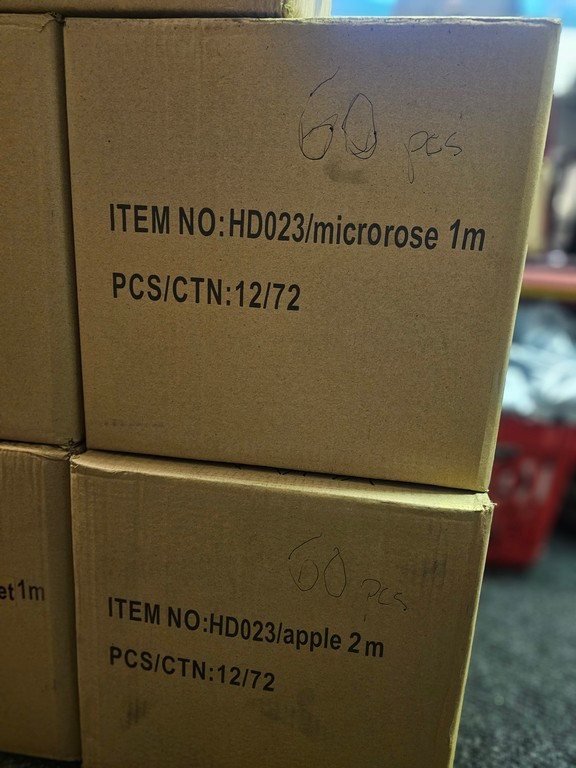 60 pcs
ITEM NO:HD023/microrose 1m
PCS/CTN:12/72
60 pcs
et 1m
ITEM NO:HD023/apple 2m
PCS/CTN:12/72